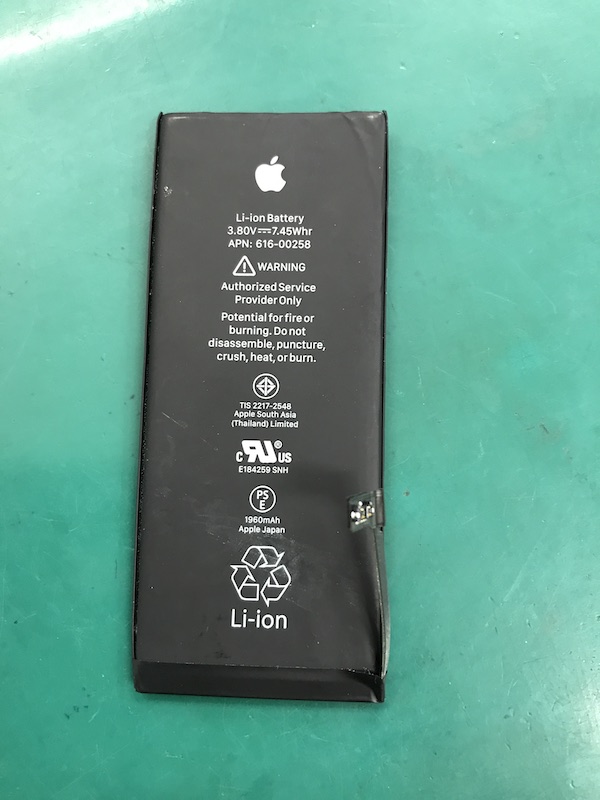 Li-ion Battery
3.80V⎓7.45Whr
APN: 616-00258
WARNING
Authorized Service
Provider Only
Potential for fire or
burning. Do not
disassemble, puncture,
crush, heat, or burn.
TIS 2217-2548
Apple South Asia
(Thailand) Limited
c RU® US
E184259 SNH
PS
E
1960mAh
Apple Japan
Li-ion